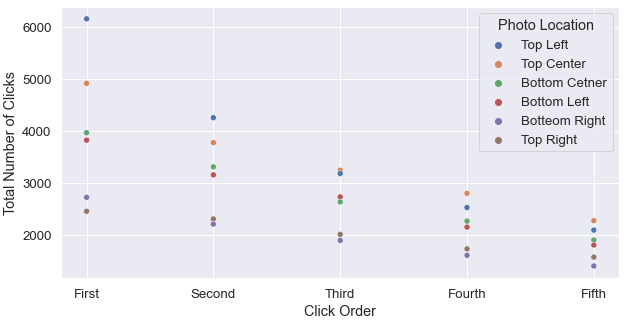 Total Number of Clicks
6000
5000
4000
3000
2000
First
Second
Third
Fourth
Fifth
Click Order
Photo Location
Top Left
Top Center
Bottom Cetner
Bottom Left
Botteom Right
Top Right